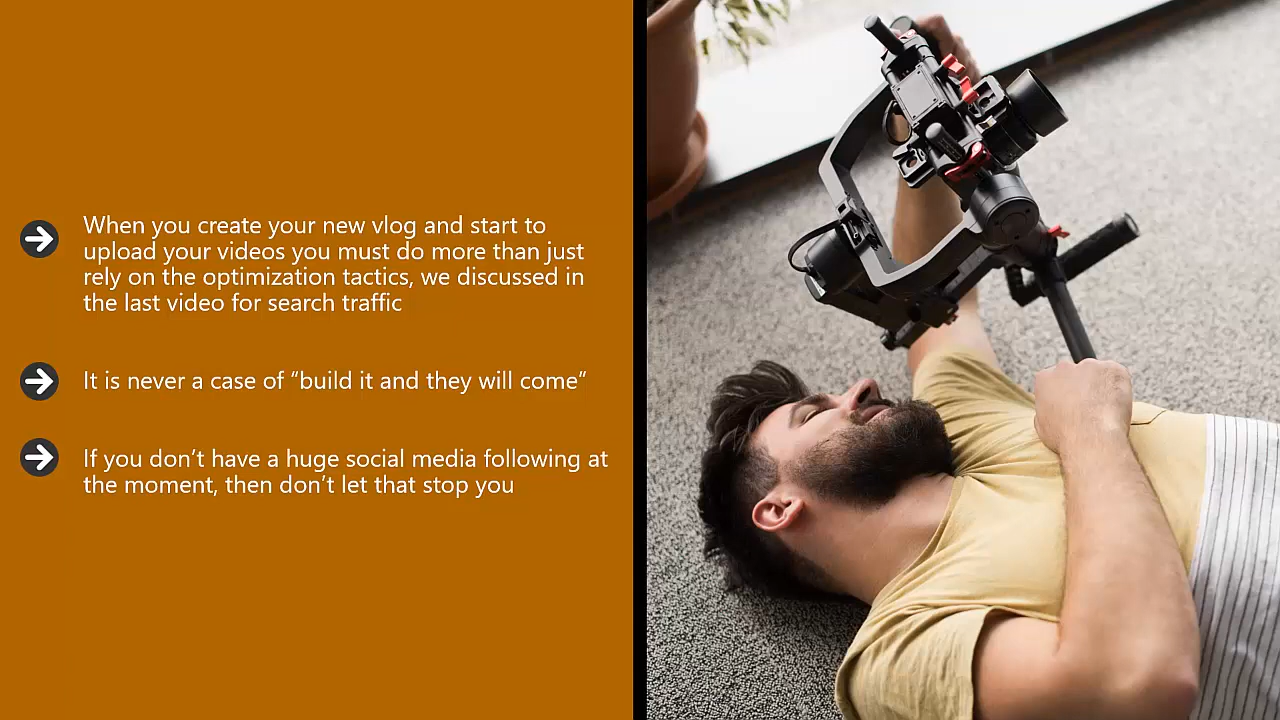 When you create your new vlog and start to
upload your videos you must do more than just
rely on the optimization tactics, we discussed in
the last video for search traffic
It is never a case of “build it and they will come”
If you don’t have a huge social media following at
the moment, then don’t let that stop you